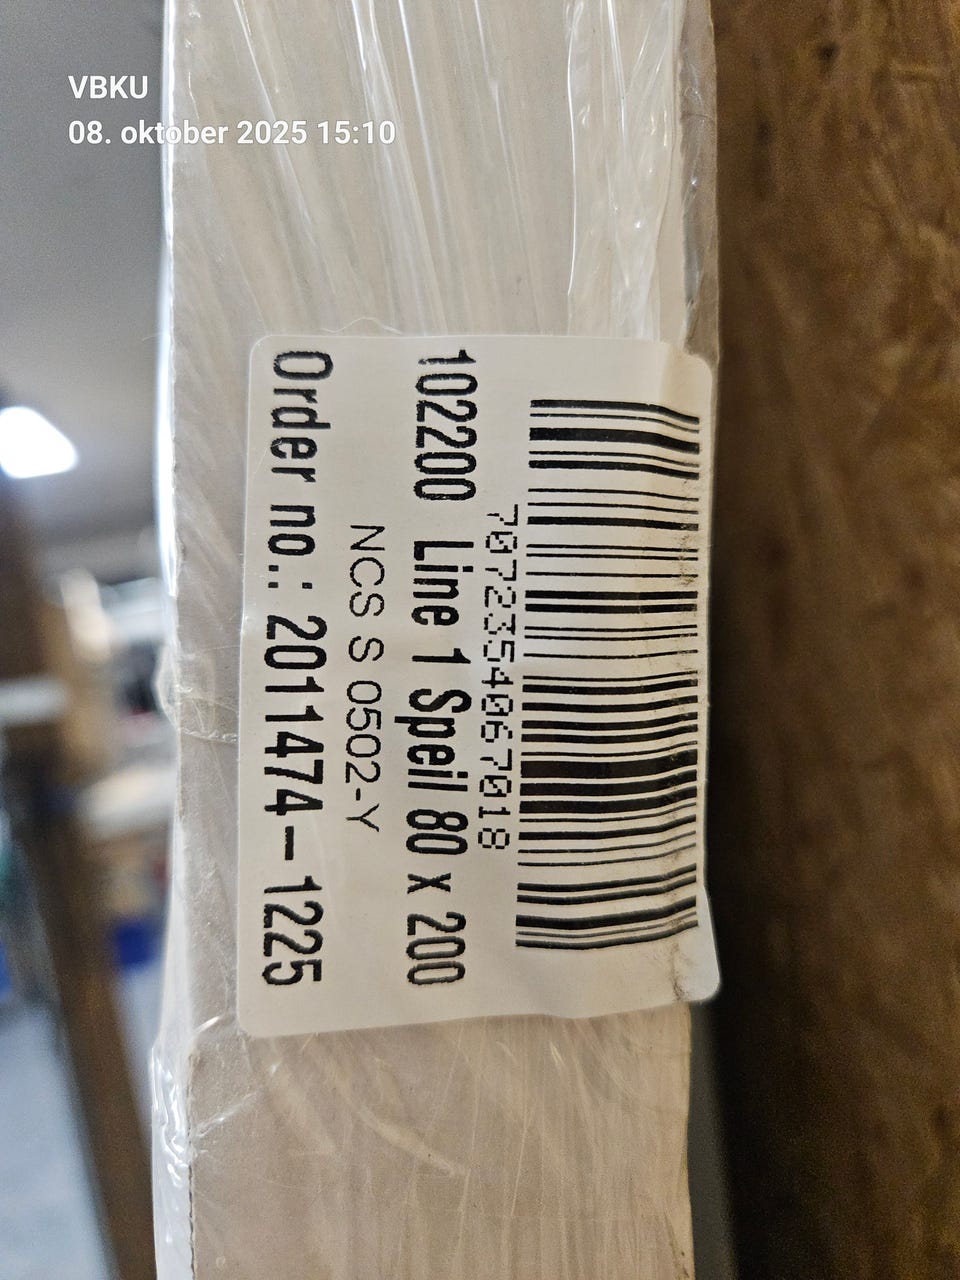 VBKU
08. oktober 2025 15:10
7072354067018
102200 Line 1 Speil 80 x 200
NCS S 0502-Y
Order no.: 2011474-1225